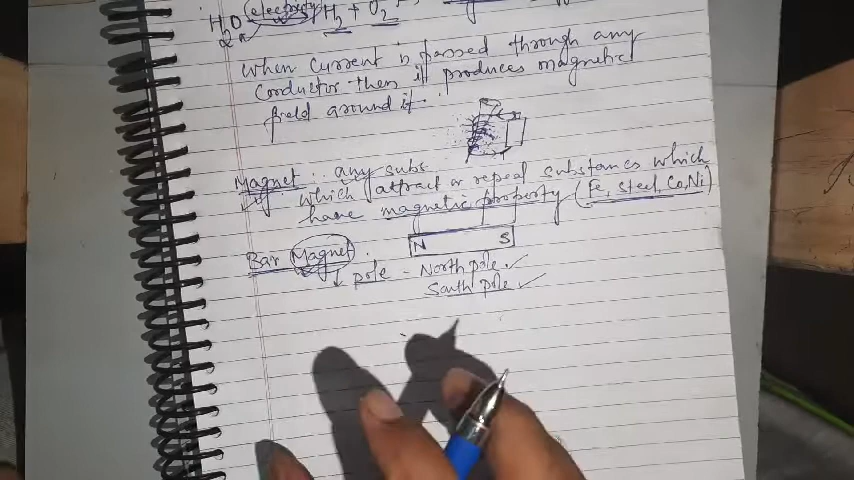 H2O electricity H2 + O2
When Current is passed through any
Conductor then it produces magnetic
field around it.
Magnet : any subs
which attract or repeal substances which
have magnetic property (Fe, Steel, Co, Ni)
Bar Magnet.
N S
pole - North pole ✓
South pole ✓